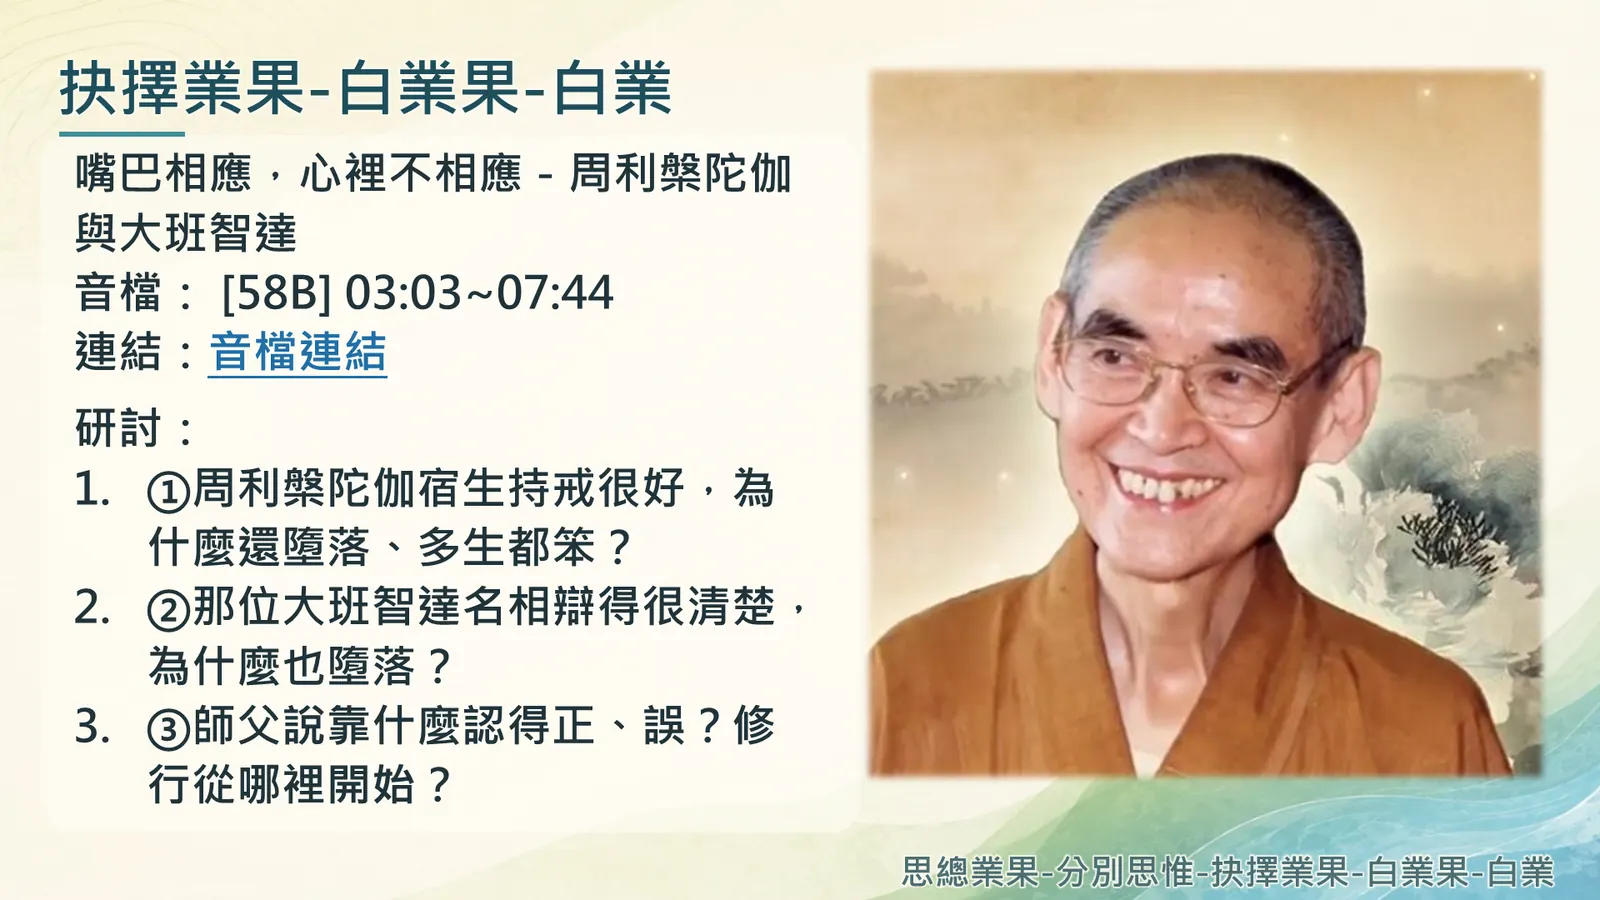 抉擇業果-白業果-白業
嘴巴相應，心裡不相應 - 周利槃陀伽
與大班智達
音檔： [58B] 03:03~07:44
連結：音檔連結
研討：
1. ①周利槃陀伽宿生持戒很好，為
什麼還墮落、多生都笨？
2. ②那位大班智達名相辯得很清楚，
為什麼也墮落？
3. ③師父說靠什麼認得正、誤？修
行從哪裡開始？
思總業果-分別思惟-抉擇業果-白業果-白業